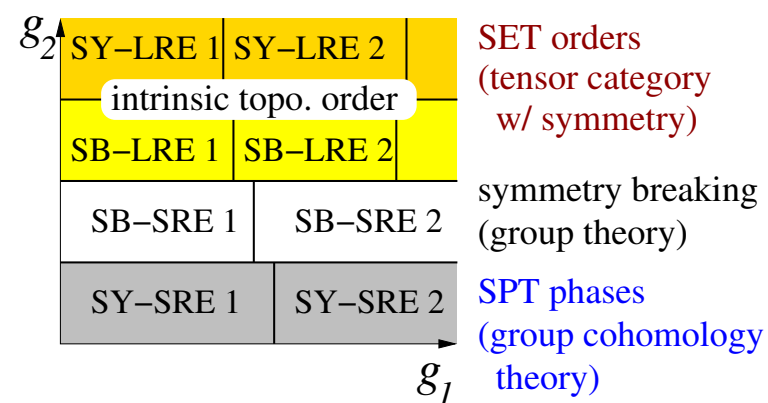 g2
SY−LRE 1 SY−LRE 2
intrinsic topo. order
SB−LRE 1 SB−LRE 2
SB−SRE 1 SB−SRE 2
SY−SRE 1 SY−SRE 2
g1
SET orders
(tensor category
w/ symmetry)
symmetry breaking
(group theory)
SPT phases
(group cohomology
theory)